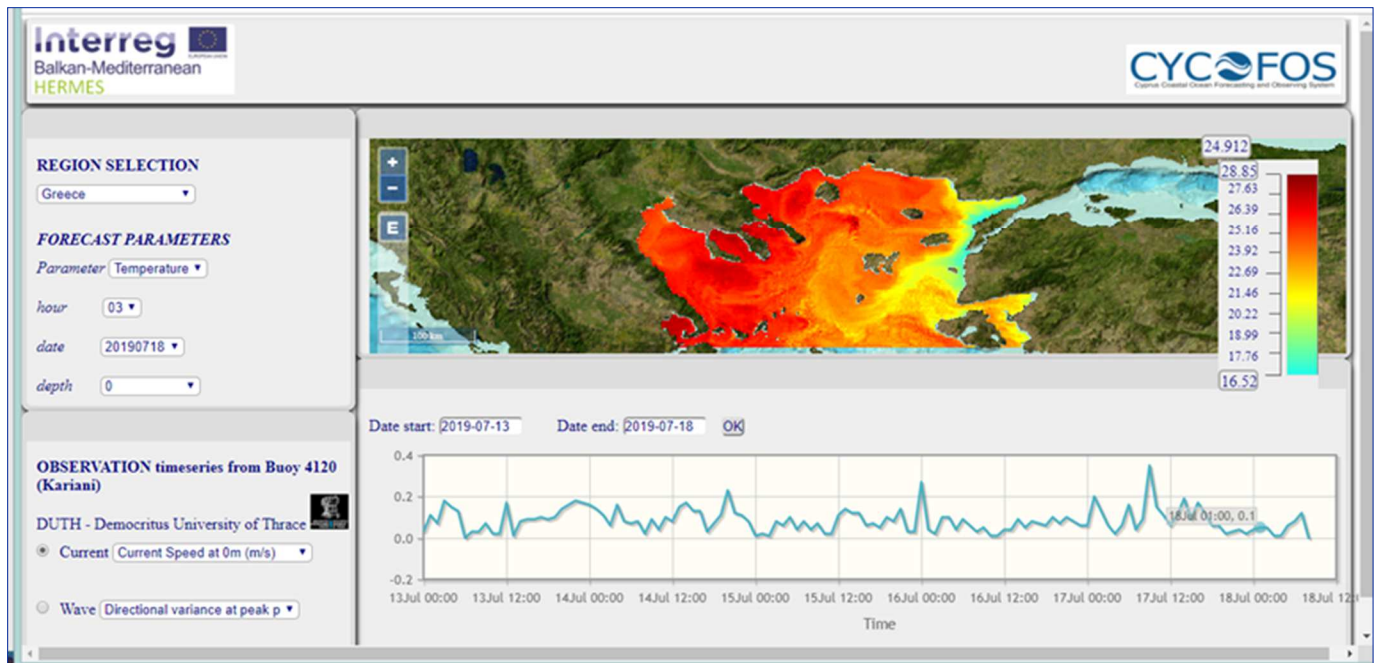 Interreg
EUROPEAN UNION
Balkan-Mediterranean
HERMES
CYCOFOS
Cyprus Coastal Ocean Forecasting and Observing System
REGION SELECTION
Greece
FORECAST PARAMETERS
Parameter Temperature
hour 03
date 20190718
depth 0
+
−
E
100 km
24.912
28.85
27.63
26.39
25.16
23.92
22.69
21.46
20.22
18.99
17.76
16.52
OBSERVATION timeseries from Buoy 4120
(Kariani)
DUTH - Democritus University of Thrace
Current Current Speed at 0m (m/s)
Wave Directional variance at peak p
Date start: 2019-07-13 Date end: 2019-07-18 OK
0.4
0.2
0.0
-0.2
18Jul 01:00, 0.1
13Jul 00:00 13Jul 12:00 14Jul 00:00 14Jul 12:00 15Jul 00:00 15Jul 12:00 16Jul 00:00 16Jul 12:00 17Jul 00:00 17Jul 12:00 18Jul 00:00 18Jul 12:
Time